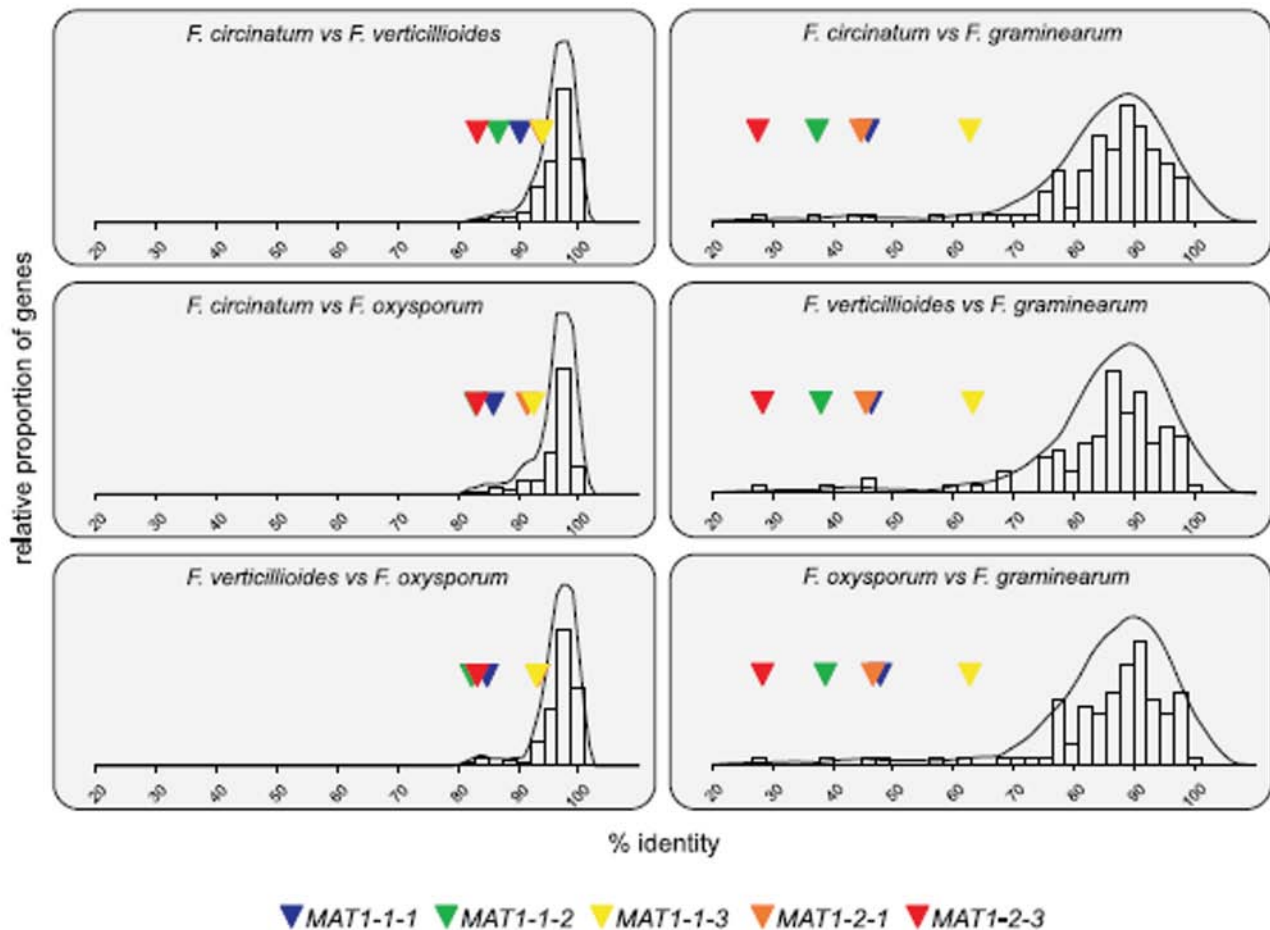 F. circinatum vs F. verticillioides
20 30 40 50 60 70 80 90 100
F. circinatum vs F. graminearum
20 30 40 50 60 70 80 90 100
F. circinatum vs F. oxysporum
20 30 40 50 60 70 80 90 100
F. verticillioides vs F. graminearum
20 30 40 50 60 70 80 90 100
F. verticillioides vs F. oxysporum
20 30 40 50 60 70 80 90 100
F. oxysporum vs F. graminearum
20 30 40 50 60 70 80 90 100
relative proportion of genes
% identity
MAT1-1-1 MAT1-1-2 MAT1-1-3 MAT1-2-1 MAT1-2-3